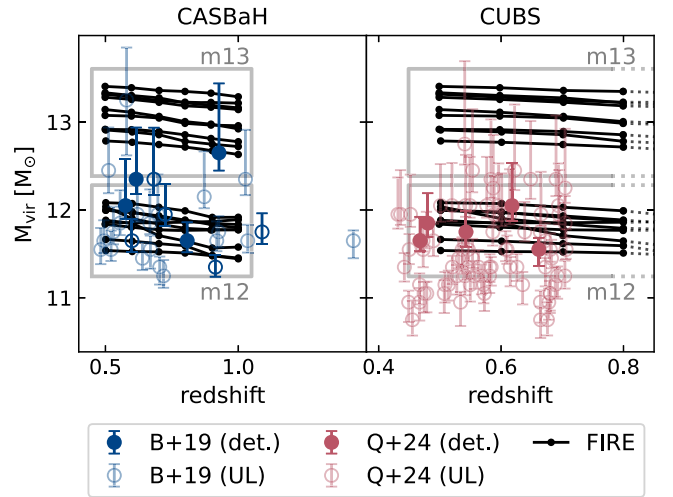 CASBaH CUBS
m13 m13
13
12
11
M_vir [M_⊙]
m12 m12
0.5 1.0 0.4 0.6 0.8
redshift redshift
B+19 (det.) Q+24 (det.) FIRE
B+19 (UL) Q+24 (UL)